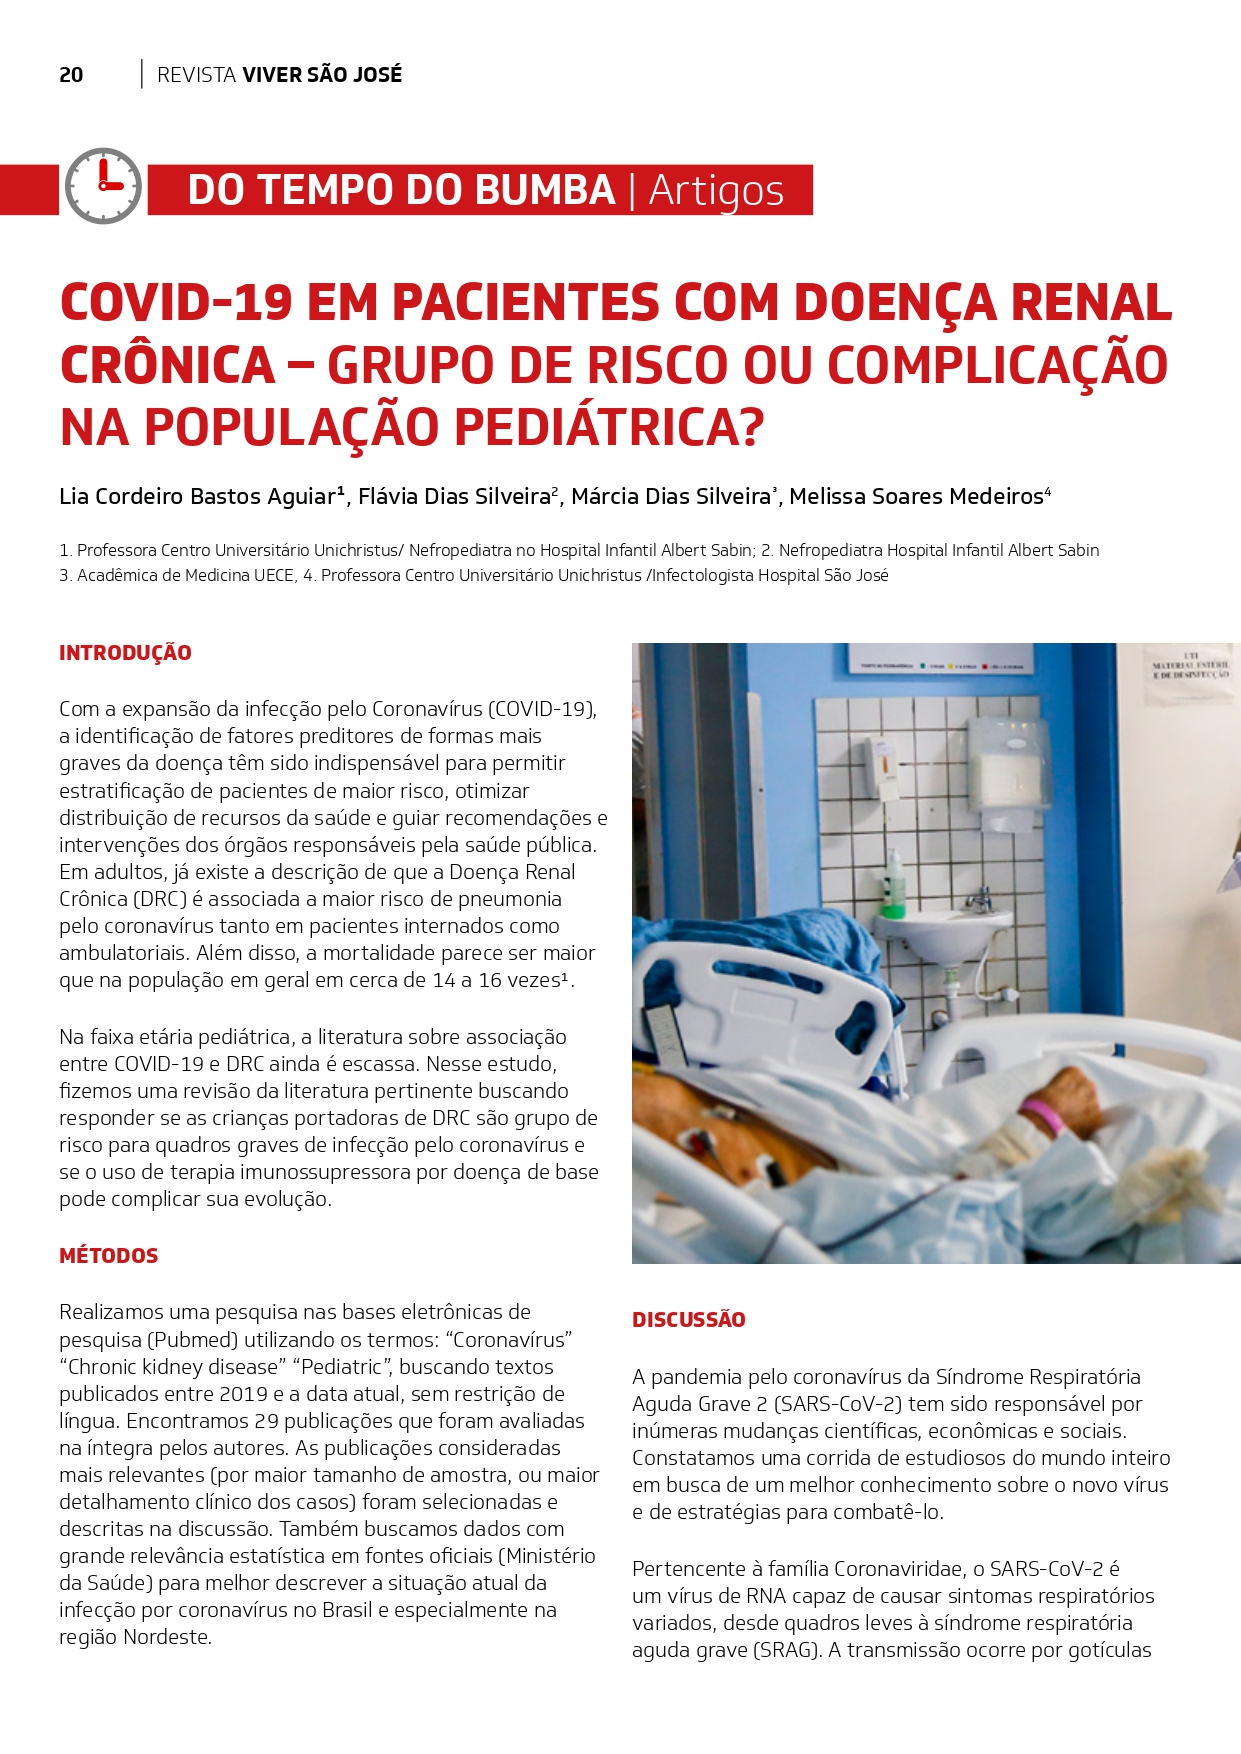 20
REVISTA VIVER SÃO JOSÉ
DO TEMPO DO BUMBA | Artigos
COVID-19 EM PACIENTES COM DOENÇA RENAL
CRÔNICA – GRUPO DE RISCO OU COMPLICAÇÃO
NA POPULAÇÃO PEDIÁTRICA?
Lia Cordeiro Bastos Aguiar¹, Flávia Dias Silveira², Márcia Dias Silveira³, Melissa Soares Medeiros⁴
1. Professora Centro Universitário Unichristus/ Nefropediatra no Hospital Infantil Albert Sabin; 2. Nefropediatra Hospital Infantil Albert Sabin
3. Acadêmica de Medicina UECE, 4. Professora Centro Universitário Unichristus /Infectologista Hospital São José
INTRODUÇÃO
Com a expansão da infecção pelo Coronavírus (COVID-19),
a identificação de fatores preditores de formas mais
graves da doença têm sido indispensável para permitir
estratificação de pacientes de maior risco, otimizar
distribuição de recursos da saúde e guiar recomendações e
intervenções dos órgãos responsáveis pela saúde pública.
Em adultos, já existe a descrição de que a Doença Renal
Crônica (DRC) é associada a maior risco de pneumonia
pelo coronavírus tanto em pacientes internados como
ambulatoriais. Além disso, a mortalidade parece ser maior
que na população em geral em cerca de 14 a 16 vezes¹.
Na faixa etária pediátrica, a literatura sobre associação
entre COVID-19 e DRC ainda é escassa. Nesse estudo,
fizemos uma revisão da literatura pertinente buscando
responder se as crianças portadoras de DRC são grupo de
risco para quadros graves de infecção pelo coronavírus e
se o uso de terapia imunossupressora por doença de base
pode complicar sua evolução.
MÉTODOS
Realizamos uma pesquisa nas bases eletrônicas de
pesquisa (Pubmed) utilizando os termos: “Coronavírus”
“Chronic kidney disease” “Pediatric”, buscando textos
publicados entre 2019 e a data atual, sem restrição de
língua. Encontramos 29 publicações que foram avaliadas
na íntegra pelos autores. As publicações consideradas
mais relevantes (por maior tamanho de amostra, ou maior
detalhamento clínico dos casos) foram selecionadas e
descritas na discussão. Também buscamos dados com
grande relevância estatística em fontes oficiais (Ministério
da Saúde) para melhor descrever a situação atual da
infecção por coronavírus no Brasil e especialmente na
região Nordeste.
UTI
MATERIAL ESTÉRIL
E DE DESINFECÇÃO
DISCUSSÃO
A pandemia pelo coronavírus da Síndrome Respiratória
Aguda Grave 2 (SARS-CoV-2) tem sido responsável por
inúmeras mudanças científicas, econômicas e sociais.
Constatamos uma corrida de estudiosos do mundo inteiro
em busca de um melhor conhecimento sobre o novo vírus
e de estratégias para combatê-lo.
Pertencente à família Coronaviridae, o SARS-CoV-2 é
um vírus de RNA capaz de causar sintomas respiratórios
variados, desde quadros leves à síndrome respiratória
aguda grave (SRAG). A transmissão ocorre por gotículas